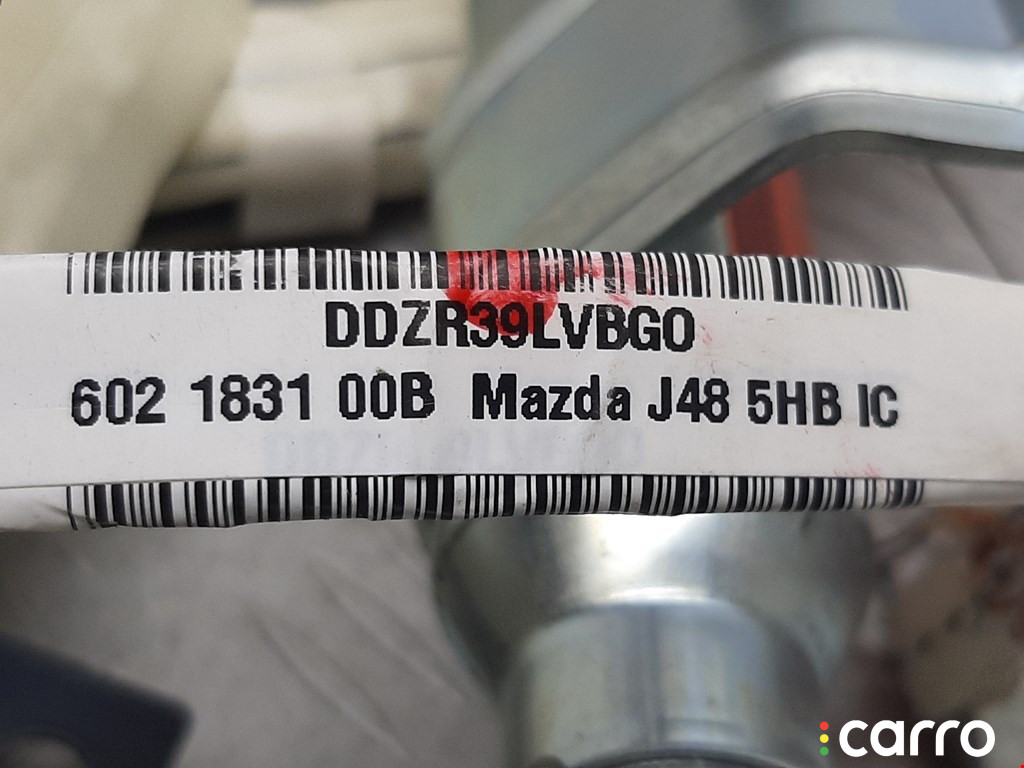 DDZR39LVBG0
602 1831 00B Mazda J48 5HB IC
carro